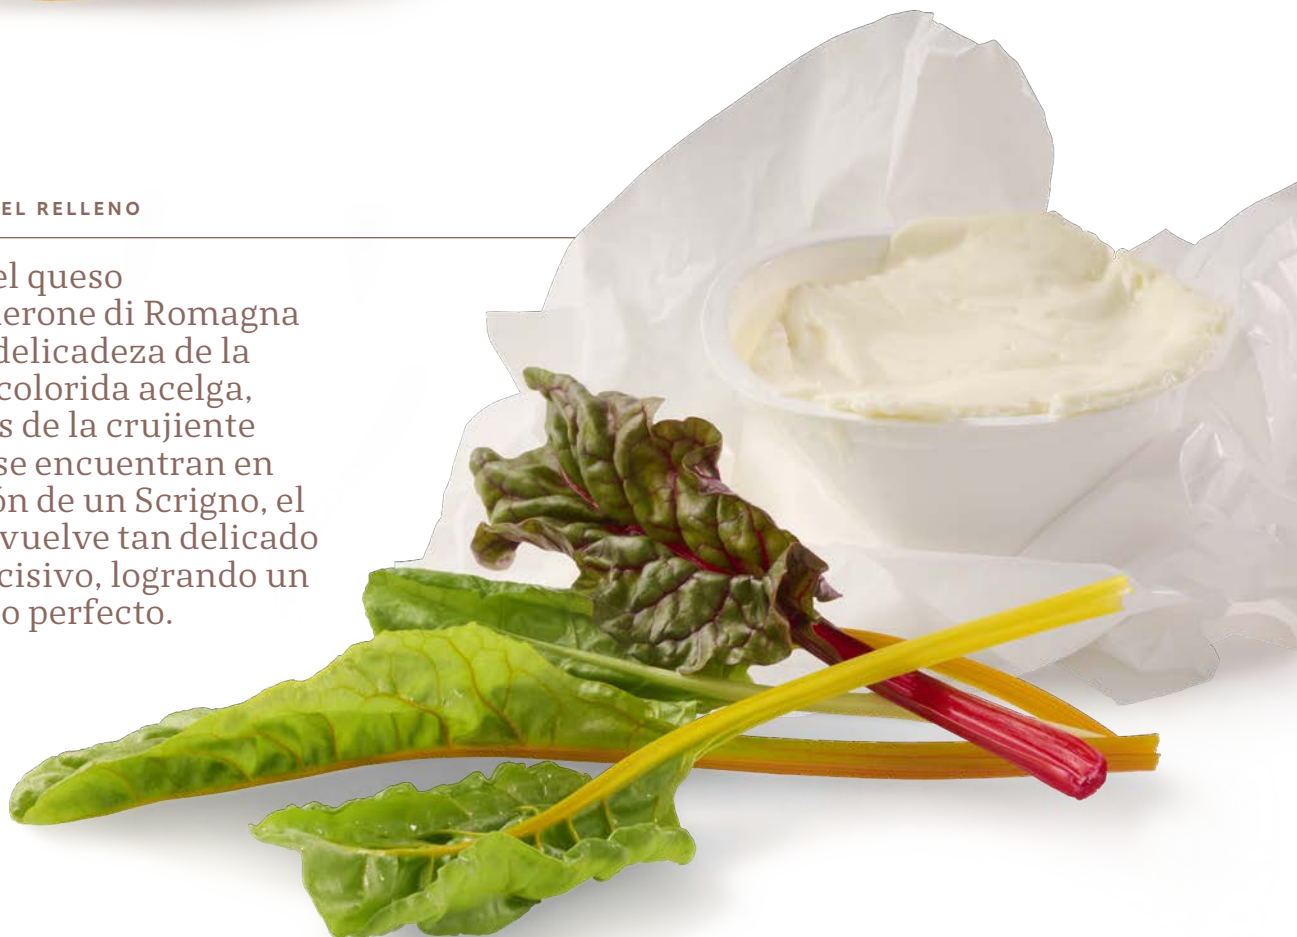 EL RELLENO
el queso
erone di Romagna
delicadeza de la
colorida acelga,
s de la crujiente
se encuentran en
ón de un Scrigno, el
vuelve tan delicado
cisivo, logrando un
o perfecto.